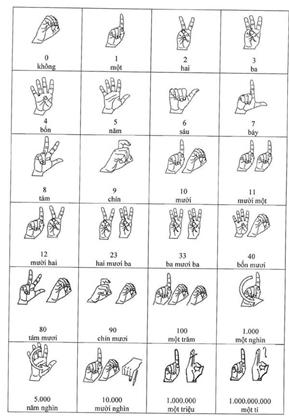 0 1 2 3
không một hai ba
4 5 6 7
bốn năm sáu bảy
8 9 10 11
tám chín mười mười một
12 23 33 40
mười hai hai mươi ba ba mươi ba bốn mươi
80 90 100 1.000
tám mươi chín mươi một trăm một nghìn
5.000 10.000 1.000.000 1.000.000.000
năm nghìn mười nghìn một triệu một tỉ